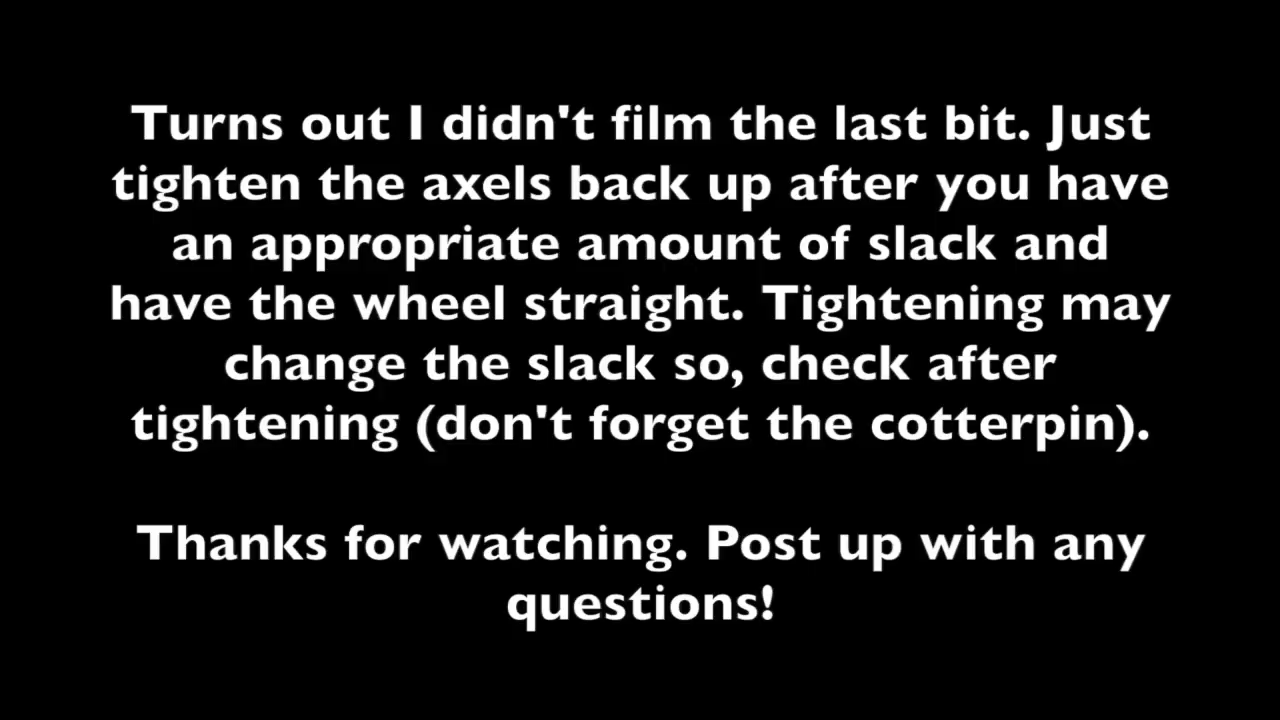 Turns out I didn't film the last bit. Just
tighten the axels back up after you have
an appropriate amount of slack and
have the wheel straight. Tightening may
change the slack so, check after
tightening (don't forget the cotterpin).
Thanks for watching. Post up with any
questions!